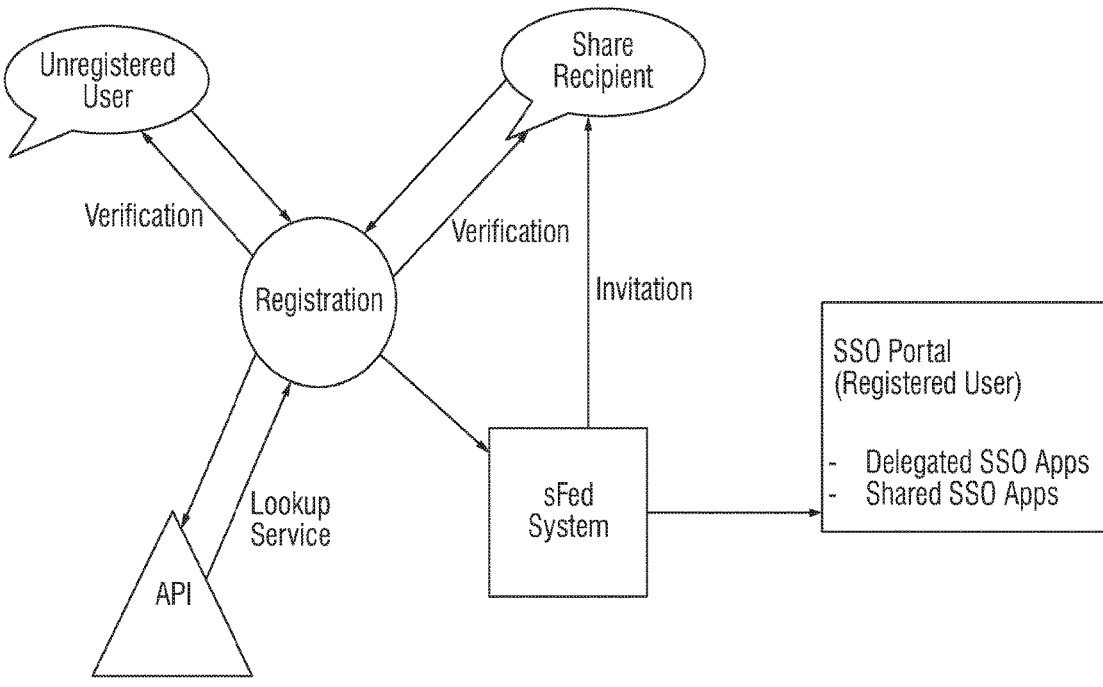 Unregistered
User
Share
Recipient
Verification
Verification
Registration
Invitation
SSO Portal
(Registered User)
- Delegated SSO Apps
- Shared SSO Apps
sFed
System
Lookup
Service
API